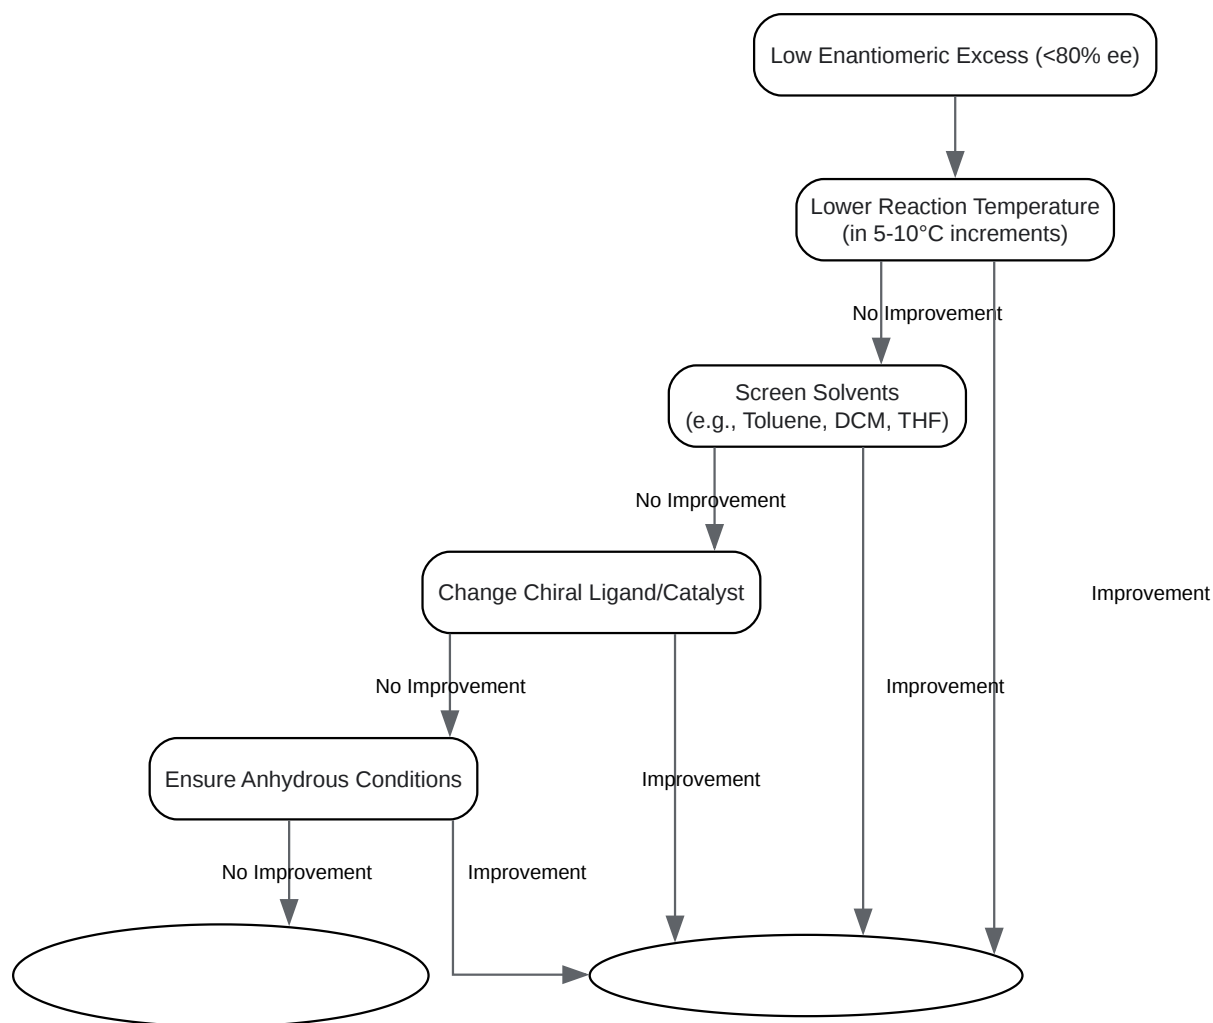 Low Enantiomeric Excess (<80% ee)
Lower Reaction Temperature
(in 5-10°C increments)
No Improvement
Screen Solvents
(e.g., Toluene, DCM, THF)
No Improvement
Change Chiral Ligand/Catalyst
Improvement
No Improvement
Improvement
Ensure Anhydrous Conditions
Improvement
No Improvement
Improvement